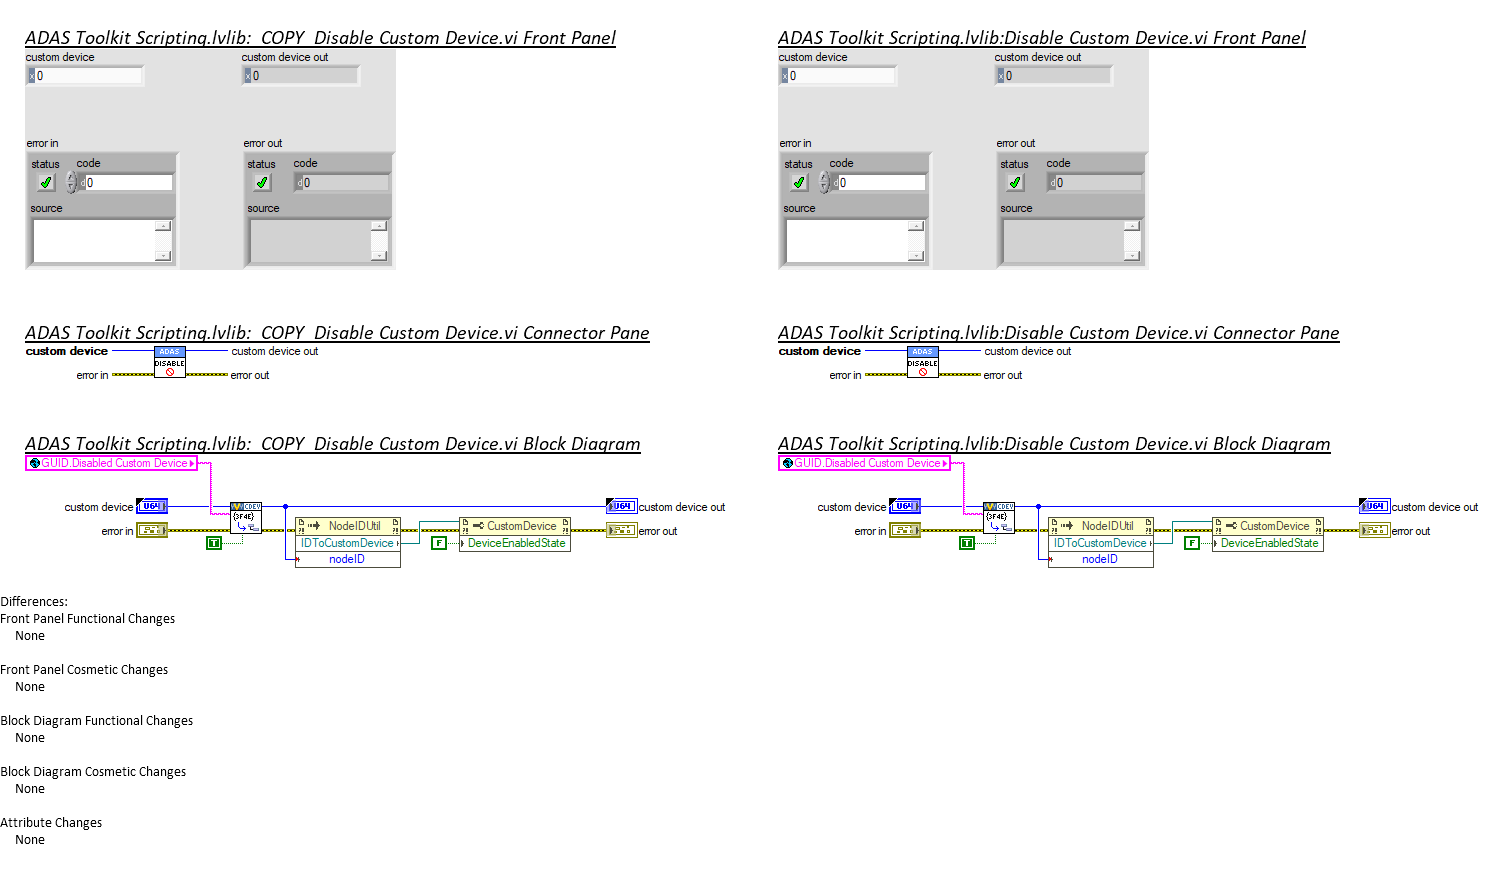 ADAS Toolkit Scripting.lvlib:  COPY  Disable Custom Device.vi Front Panel
custom device
custom device out
x 0
x 0
error in
error out
status
code
status
code
d 0
d 0
source
source
ADAS Toolkit Scripting.lvlib:Disable Custom Device.vi Front Panel
custom device
custom device out
x 0
x 0
error in
error out
status
code
status
code
d 0
d 0
source
source
ADAS Toolkit Scripting.lvlib:  COPY  Disable Custom Device.vi Connector Pane
custom device
ADAS
custom device out
DISABLE
error in
error out
ADAS Toolkit Scripting.lvlib:Disable Custom Device.vi Connector Pane
custom device
ADAS
custom device out
DISABLE
error in
error out
ADAS Toolkit Scripting.lvlib:  COPY  Disable Custom Device.vi Block Diagram
GUID.Disabled Custom Device
custom device
U64
CDEV
U64
custom device out
{3F4E}
error in
NodeIDUtil
CustomDevice
error out
T
IDToCustomDevice
F
DeviceEnabledState
nodeID
ADAS Toolkit Scripting.lvlib:Disable Custom Device.vi Block Diagram
GUID.Disabled Custom Device
custom device
U64
CDEV
U64
custom device out
{3F4E}
error in
NodeIDUtil
CustomDevice
error out
T
IDToCustomDevice
F
DeviceEnabledState
nodeID
Differences:
Front Panel Functional Changes
None
Front Panel Cosmetic Changes
None
Block Diagram Functional Changes
None
Block Diagram Cosmetic Changes
None
Attribute Changes
None